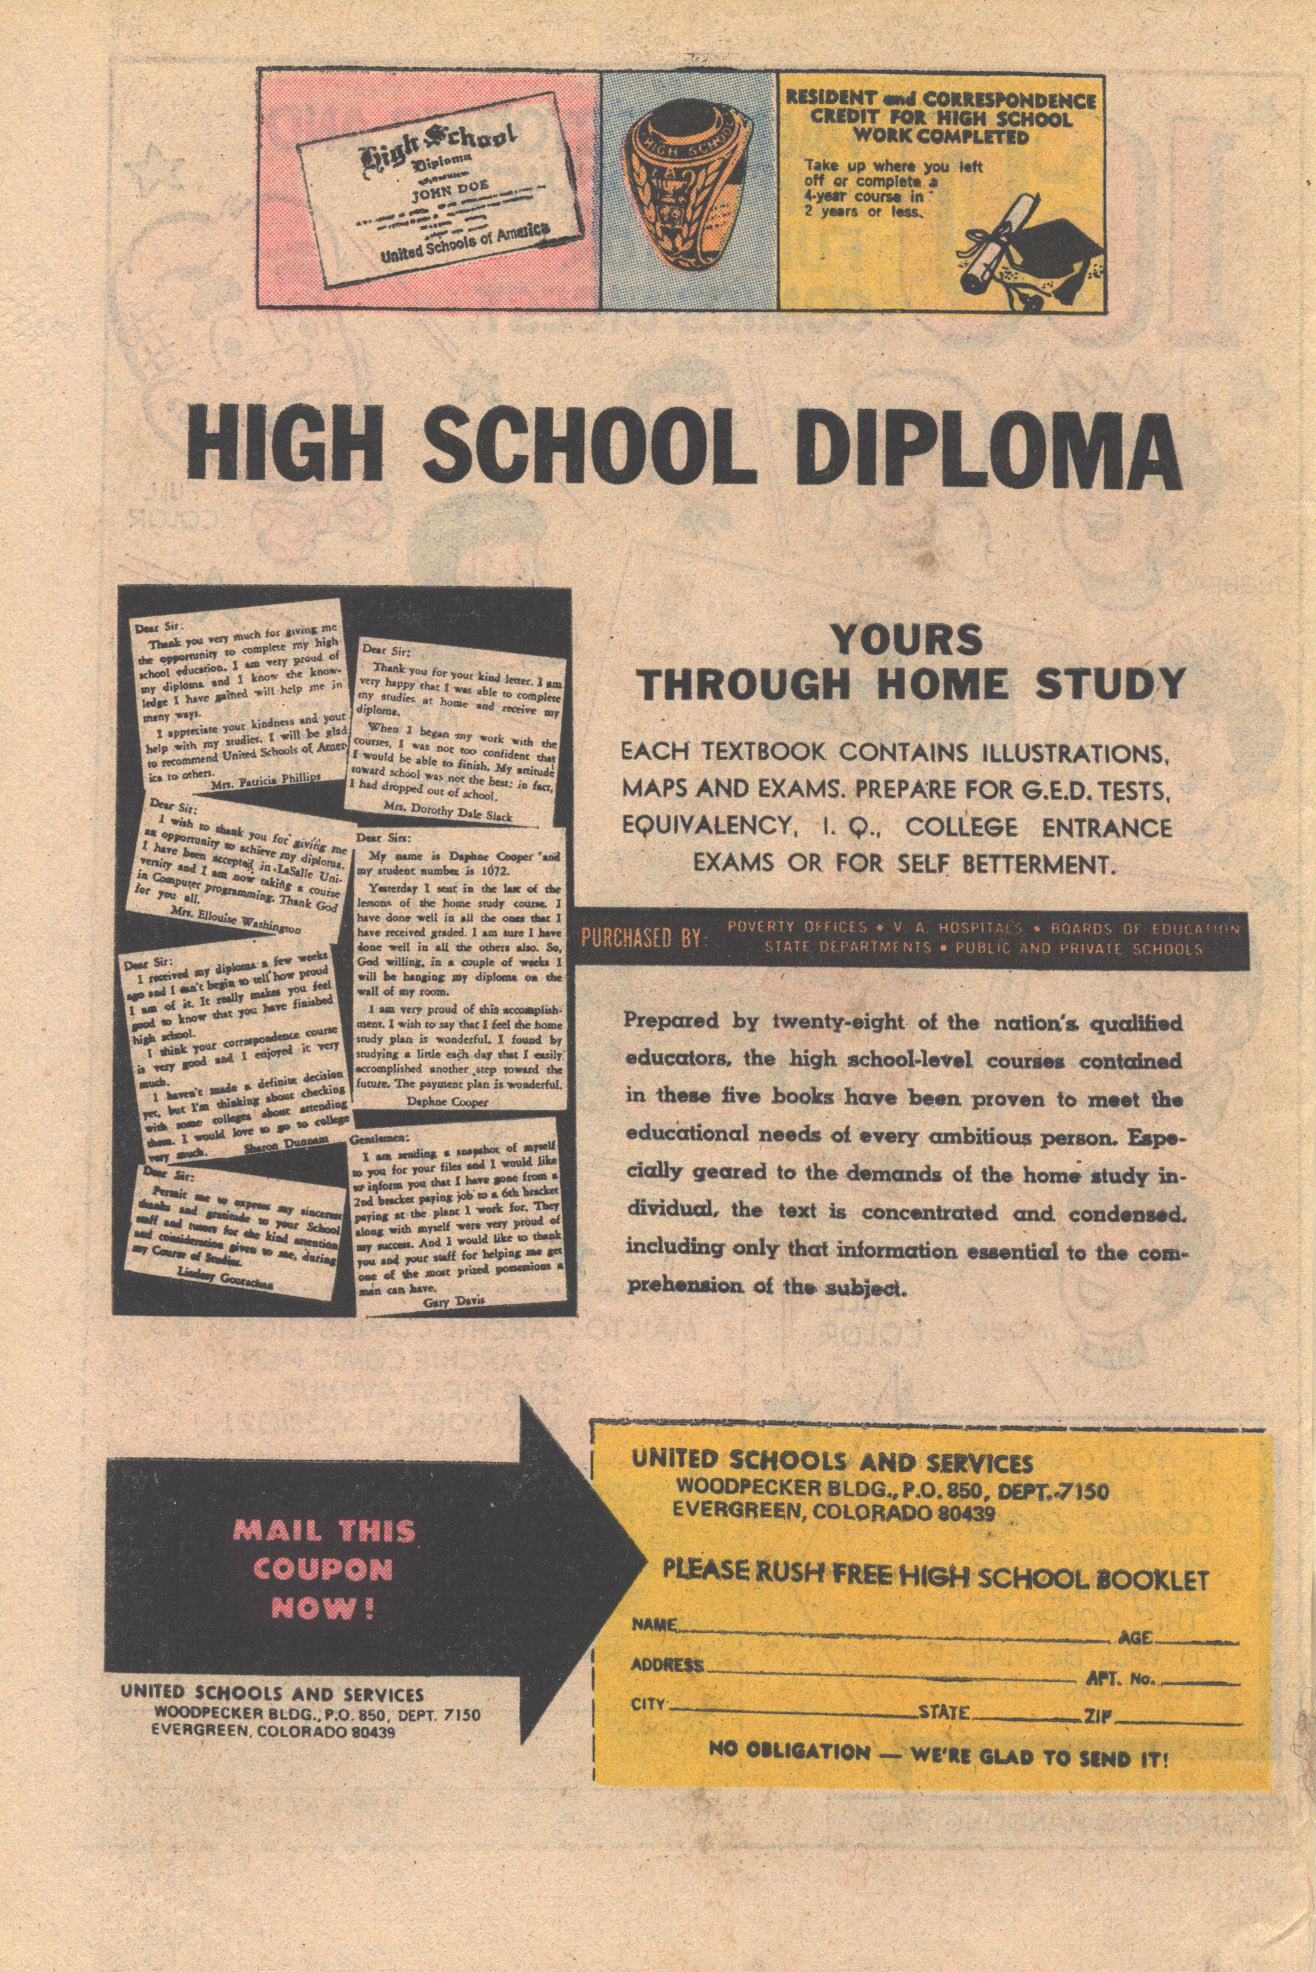 High School
Diploma
JOHN DOE
United Schools of America
HIGH SCHOOL
RESIDENT and CORRESPONDENCE
CREDIT FOR HIGH SCHOOL
WORK COMPLETED
Take up where you left
off or complete a
4-year course in
2 years or less.
HIGH SCHOOL DIPLOMA
Dear Sir:
Thank you very much for giving me
the opportunity to complete my high
school education. I am very proud of
my diploma and I know the know-
ledge I have gained will help me in
many ways.
I appreciate your kindness and your
help with my studies. I will be glad
to recommend United Schools of Amer-
ica to others.
Mrs. Patricia Phillips
Dear Sir:
Thank you for your kind letter. I am
very happy that I was able to complete
my studies at home and receive my
diploma.
When I began my work with the
courses, I was not too confident that
I would be able to finish. My attitude
toward school was not the best: in fact,
I had dropped out of school.
Mrs. Dorothy Dale Slack
Dear Sir:
I wish to thank you for giving me
an opportunity to achieve my diploma.
I have been accepted in LaSalle Uni-
versity and I am now taking a course
in Computer programming. Thank God
for you all.
Mrs. Ellouise Washington
Dear Sirs:
My name is Daphne Cooper and
my student number is 1072.
Yesterday I sent in the last of the
lessons of the home study course. I
have done well in all the ones that I
have received graded. I am sure I have
done well in all the others also. So,
God willing, in a couple of weeks I
will be hanging my diploma on the
wall of my room.
I am very proud of this accomplish-
ment. I wish to say that I feel the home
study plan is wonderful. I found by
studying a little each day that I easily
accomplished another step toward the
future. The payment plan is wonderful.
Daphne Cooper
Dear Sir:
I received my diploma a few weeks
ago and I can't begin to tell how proud
I am of it. It really makes you feel
good to know that you have finished
high school.
I think your correspondence course
is very good and I enjoyed it very
much.
I haven't made a definite decision
yet, but I'm thinking about checking
with some colleges about attending
them. I would love to go to college
very much. Sharon Dunnam
Dear Sir:
Permit me to express my sincerest
thanks and gratitude to your School
staff and tutors for the kind attention
and consideration given to me, during
my Course of Studies.
Lindsay
Gentlemen:
I am sending a snapshot of myself
to you for your files and I would like
to inform you that I have gone from a
2nd bracket paying job to a 6th bracket
paying at the plant I work for. They
along with myself were very proud of
my success. And I would like to thank
you and your staff for helping me get
one of the most prized possessions a
man can have.
Gary Davis
YOURS
THROUGH HOME STUDY
EACH TEXTBOOK CONTAINS ILLUSTRATIONS,
MAPS AND EXAMS. PREPARE FOR G.E.D. TESTS,
EQUIVALENCY, I. Q., COLLEGE ENTRANCE
EXAMS OR FOR SELF BETTERMENT.
PURCHASED BY: POVERTY OFFICES • V. A. HOSPITALS • BOARDS OF EDUCATION
STATE DEPARTMENTS • PUBLIC AND PRIVATE SCHOOLS
Prepared by twenty-eight of the nation's qualified
educators, the high school-level courses contained
in these five books have been proven to meet the
educational needs of every ambitious person. Espe-
cially geared to the demands of the home study in-
dividual, the text is concentrated and condensed,
including only that information essential to the com-
prehension of the subject.
MAIL THIS
COUPON
NOW!
UNITED SCHOOLS AND SERVICES
WOODPECKER BLDG., P.O. 850, DEPT. 7150
EVERGREEN, COLORADO 80439
UNITED SCHOOLS AND SERVICES
WOODPECKER BLDG., P.O. 850, DEPT. 7150
EVERGREEN, COLORADO 80439
PLEASE RUSH FREE HIGH SCHOOL BOOKLET
NAME AGE
ADDRESS APT. No.
CITY STATE ZIP
NO OBLIGATION — WE'RE GLAD TO SEND IT!